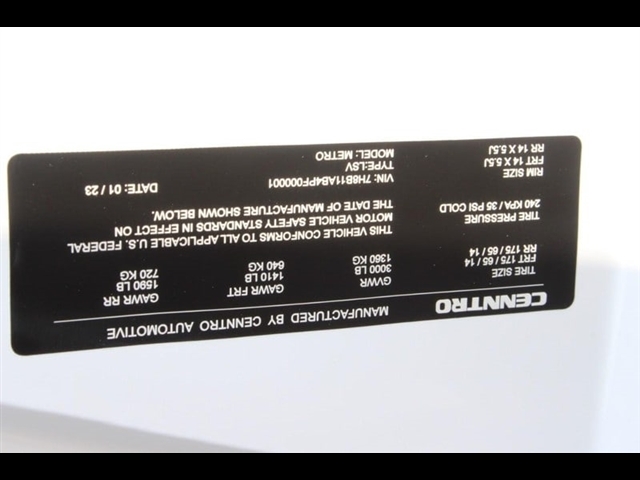 CENNTRO MANUFACTURED BY CENNTRO AUTOMOTIVE
TIRE SIZE GVWR GAWR FRT GAWR RR
FRT 175 / 65 / 14 3000 LB 1410 LB 1590 LB
RR 175 / 65 / 14 1360 KG 640 KG 720 KG
TIRE PRESSURE
240 KPA / 35 PSI COLD
THIS VEHICLE CONFORMS TO ALL APPLICABLE U.S. FEDERAL
MOTOR VEHICLE SAFETY STANDARDS IN EFFECT ON
THE DATE OF MANUFACTURE SHOWN BELOW.
RIM SIZE
FRT 14 X 5.5J
RR 14 X 5.5J
VIN: 7H8B11AB4PF000001
TYPE:LSV
MODEL: METRO
DATE: 01 / 23